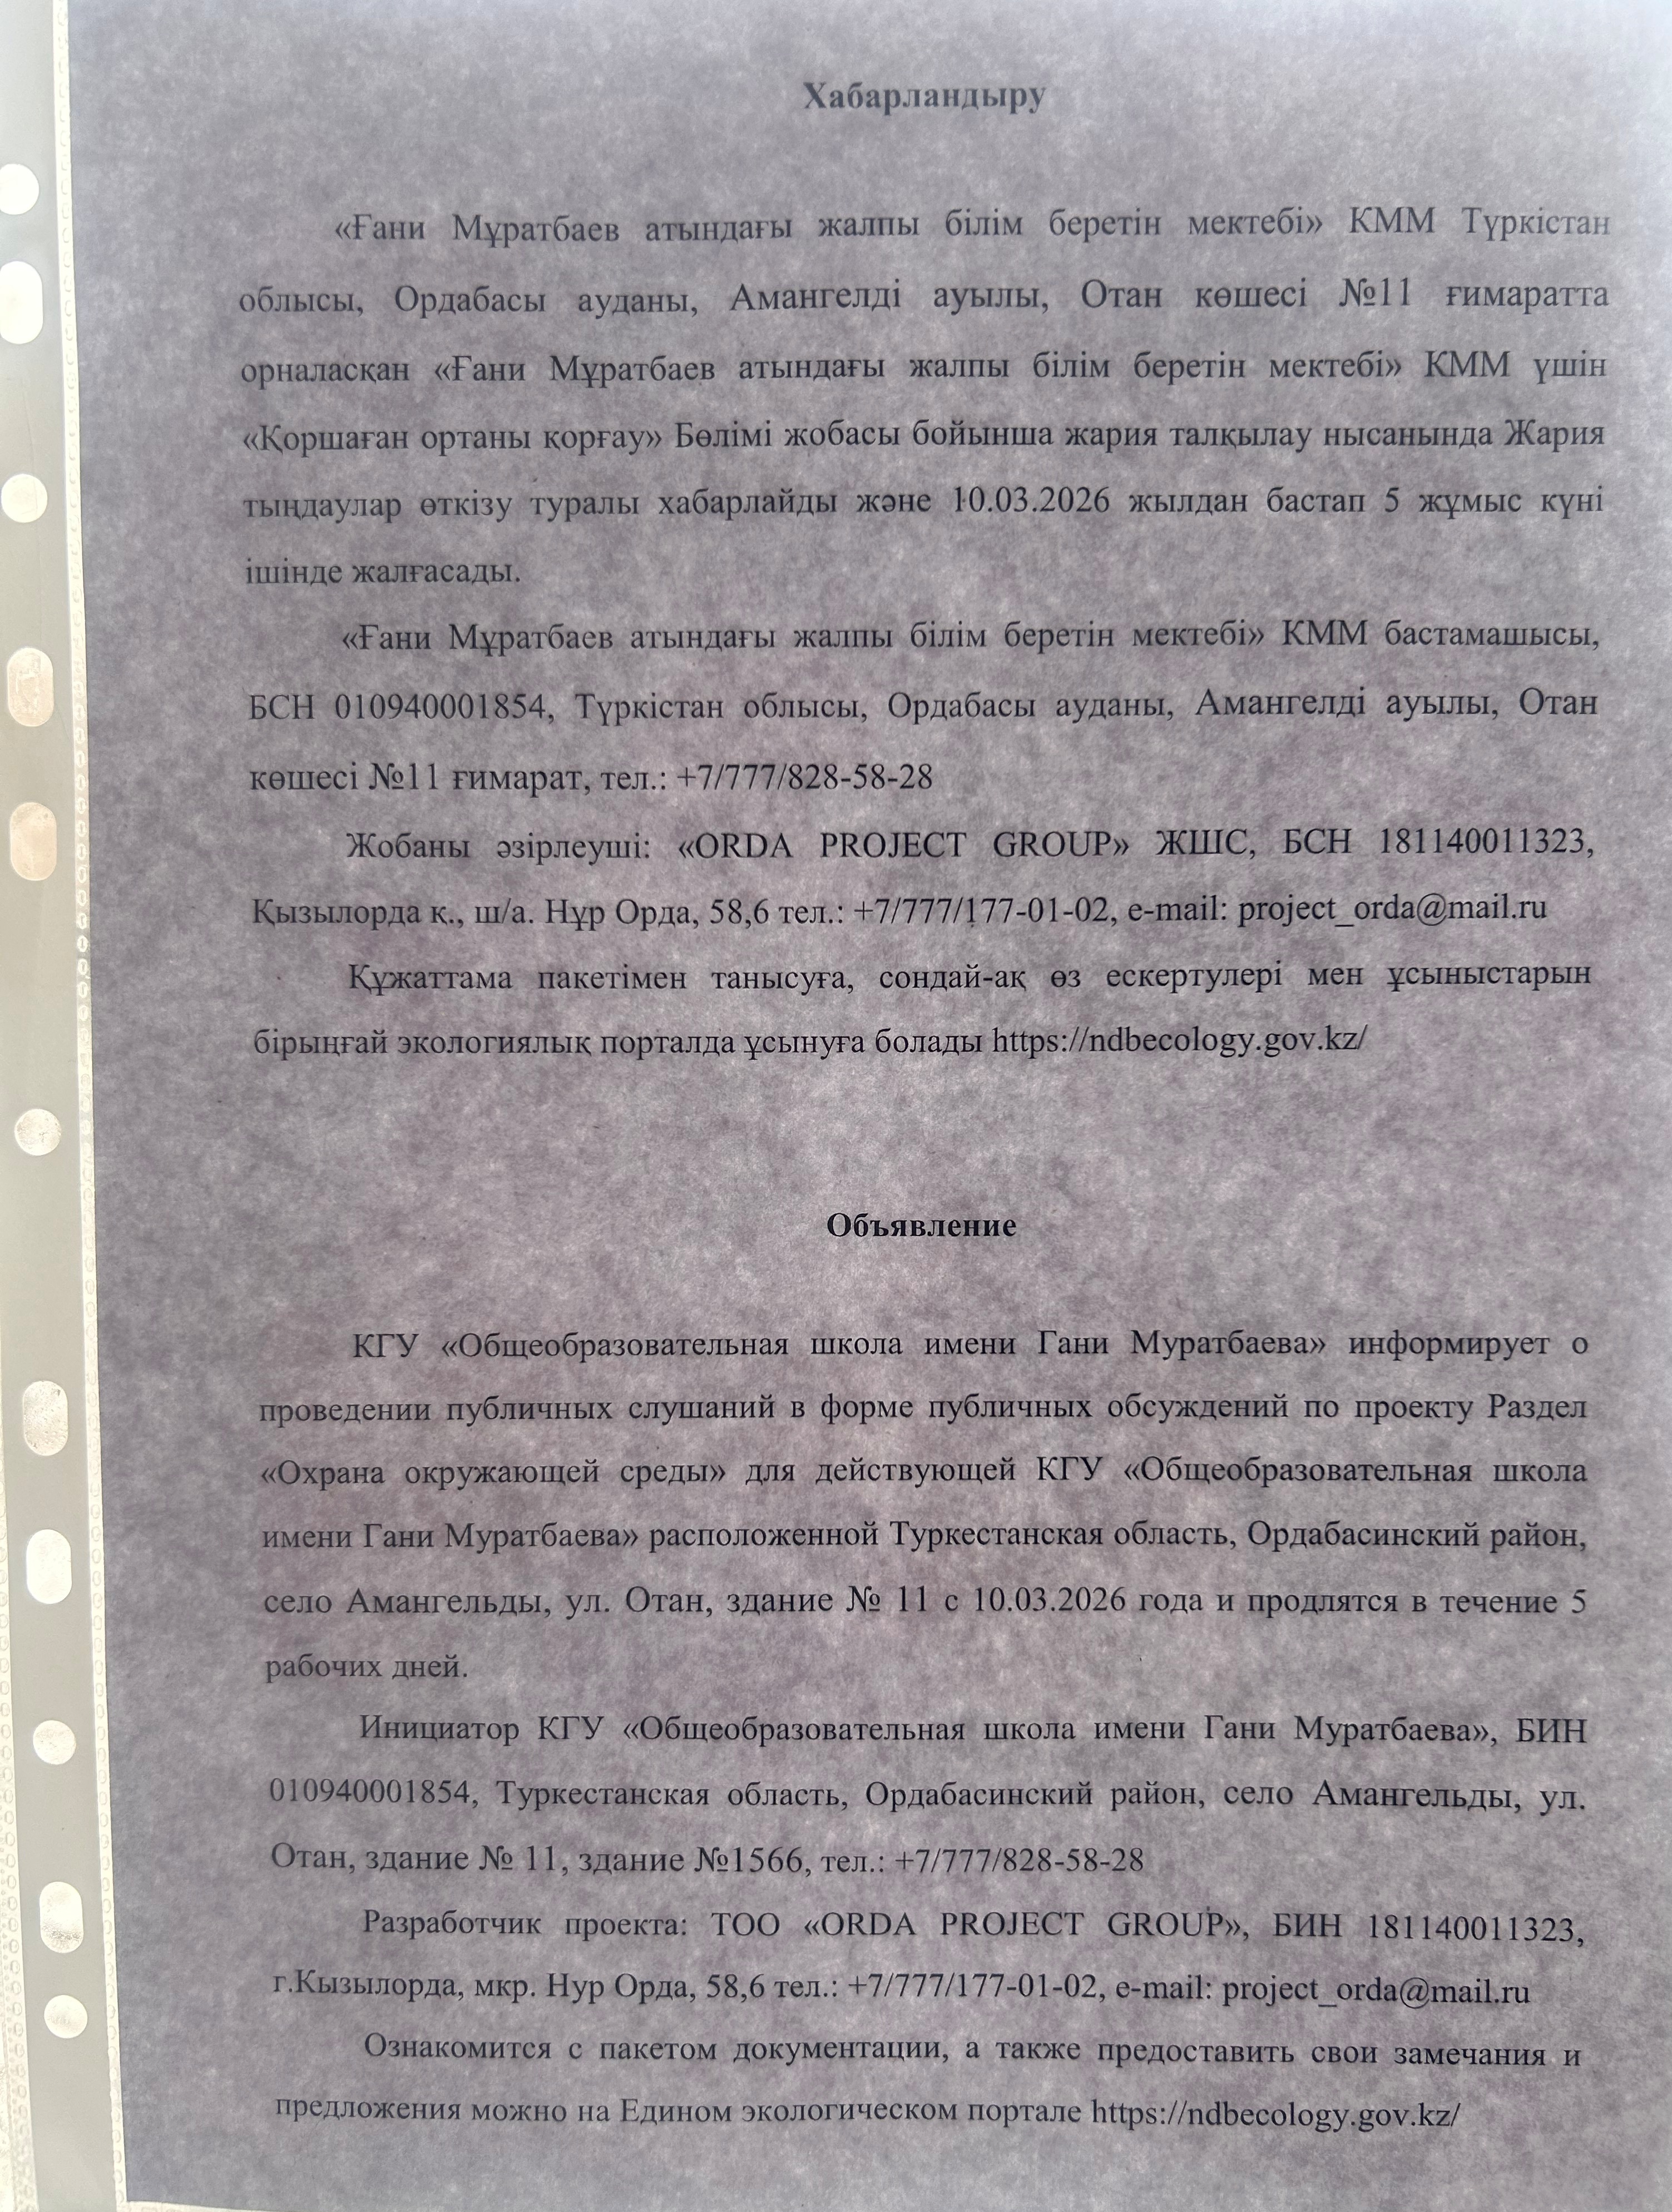 Хабарландыру
«Ғани Мұратбаев атындағы жалпы білім беретін мектебі» КММ Түркістан
облысы, Ордабасы ауданы, Амангелді ауылы, Отан көшесі №11 ғимаратта
орналасқан «Ғани Мұратбаев атындағы жалпы білім беретін мектебі» КММ үшін
«Қоршаған ортаны қорғау» Бөлімі жобасы бойынша жария талқылау нысанында Жария
тыңдаулар өткізу туралы хабарлайды және 10.03.2026 жылдан бастап 5 жұмыс күні
ішінде жалғасады.
«Ғани Мұратбаев атындағы жалпы білім беретін мектебі» КММ бастамашысы,
БСН 010940001854, Түркістан облысы, Ордабасы ауданы, Амангелді ауылы, Отан
көшесі №11 ғимарат, тел.: +7/777/828-58-28
Жобаны әзірлеуші: «ORDA PROJECT GROUP» ЖШС, БСН 181140011323,
Қызылорда қ., ш/а. Нұр Орда, 58,6 тел.: +7/777/177-01-02, e-mail: project_orda@mail.ru
Құжаттама пакетімен танысуға, сондай-ақ өз ескертулері мен ұсыныстарын
бірыңғай экологиялық порталда ұсынуға болады https://ndbecology.gov.kz/
Объявление
КГУ «Общеобразовательная школа имени Гани Муратбаева» информирует о
проведении публичных слушаний в форме публичных обсуждений по проекту Раздел
«Охрана окружающей среды» для действующей КГУ «Общеобразовательная школа
имени Гани Муратбаева» расположенной Туркестанская область, Ордабасинский район,
село Амангельды, ул. Отан, здание № 11 с 10.03.2026 года и продлятся в течение 5
рабочих дней.
Инициатор КГУ «Общеобразовательная школа имени Гани Муратбаева», БИН
010940001854, Туркестанская область, Ордабасинский район, село Амангельды, ул.
Отан, здание № 11, здание №1566, тел.: +7/777/828-58-28
Разработчик проекта: ТОО «ORDA PROJECT GROUP», БИН 181140011323,
г.Кызылорда, мкр. Нур Орда, 58,6 тел.: +7/777/177-01-02, e-mail: project_orda@mail.ru
Ознакомится с пакетом документации, а также предоставить свои замечания и
предложения можно на Едином экологическом портале https://ndbecology.gov.kz/